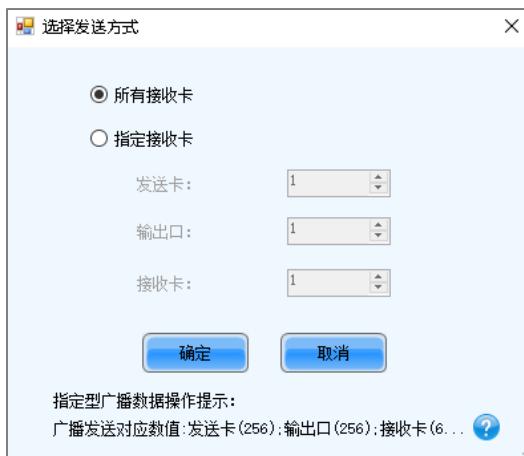 选择发送方式
所有接收卡
指定接收卡
发送卡: 1
输出口: 1
接收卡: 1
确定 取消
指定型广播数据操作提示:
广播发送对应数值:发送卡(256);输出口(256);接收卡(6...